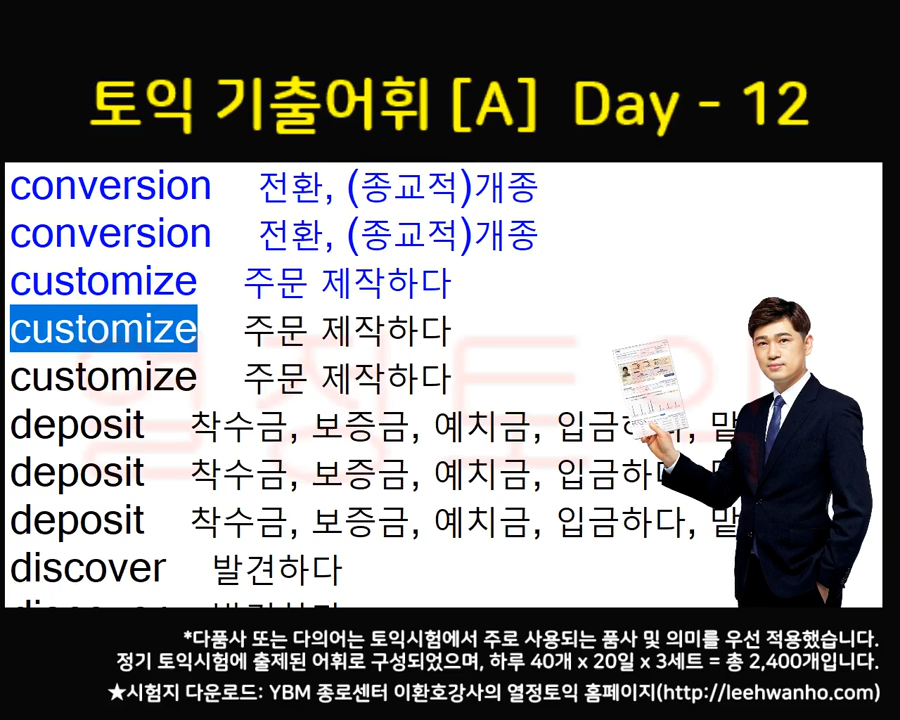 토익 기출어휘 [A] Day - 12
conversion 전환, (종교적)개종
conversion 전환, (종교적)개종
customize 주문 제작하다
customize 주문 제작하다
customize 주문 제작하다
deposit 착수금, 보증금, 예치금, 입금하다, 맡
deposit 착수금, 보증금, 예치금, 입금하다
deposit 착수금, 보증금, 예치금, 입금하다, 맡
discover 발견하다
discover 발견하다
*다품사 또는 다의어는 토익시험에서 주로 사용되는 품사 및 의미를 우선 적용했습니다.
정기 토익시험에 출제된 어휘로 구성되었으며, 하루 40개 x 20일 x 3세트 = 총 2,400개입니다.
★시험지 다운로드: YBM 종로센터 이환호강사의 열정토익 홈페이지(http://leehwanho.com)